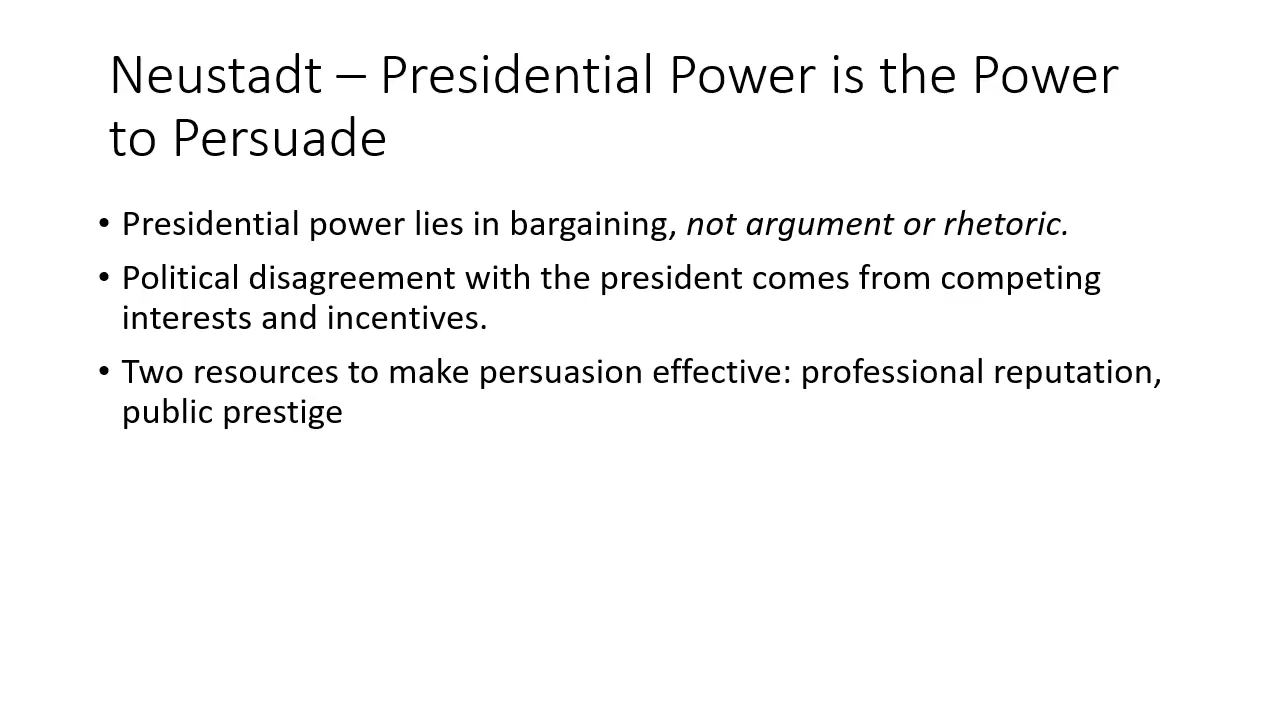 Neustadt – Presidential Power is the Power
to Persuade
• Presidential power lies in bargaining, not argument or rhetoric.
• Political disagreement with the president comes from competing
interests and incentives.
• Two resources to make persuasion effective: professional reputation,
public prestige